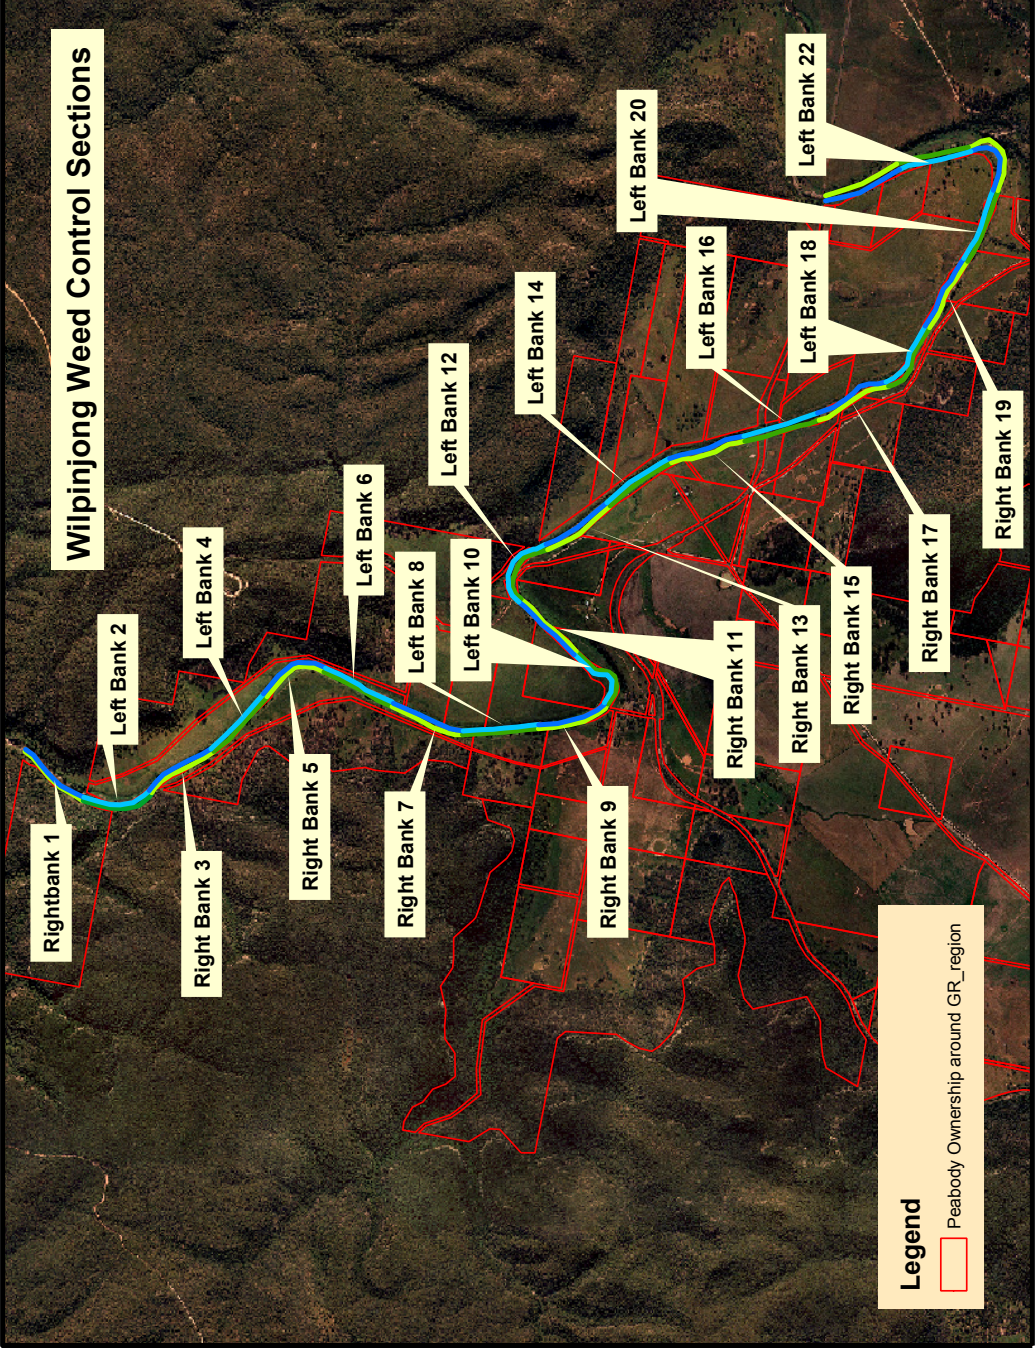 Wilpinjong Weed Control Sections
Rightbank 1
Left Bank 2
Right Bank 3
Left Bank 4
Right Bank 5
Left Bank 6
Right Bank 7
Left Bank 8
Right Bank 9
Left Bank 10
Right Bank 11
Left Bank 12
Right Bank 13
Left Bank 14
Right Bank 15
Left Bank 16
Right Bank 17
Left Bank 18
Right Bank 19
Left Bank 20
Left Bank 22
Legend
Peabody Ownership around GR_region